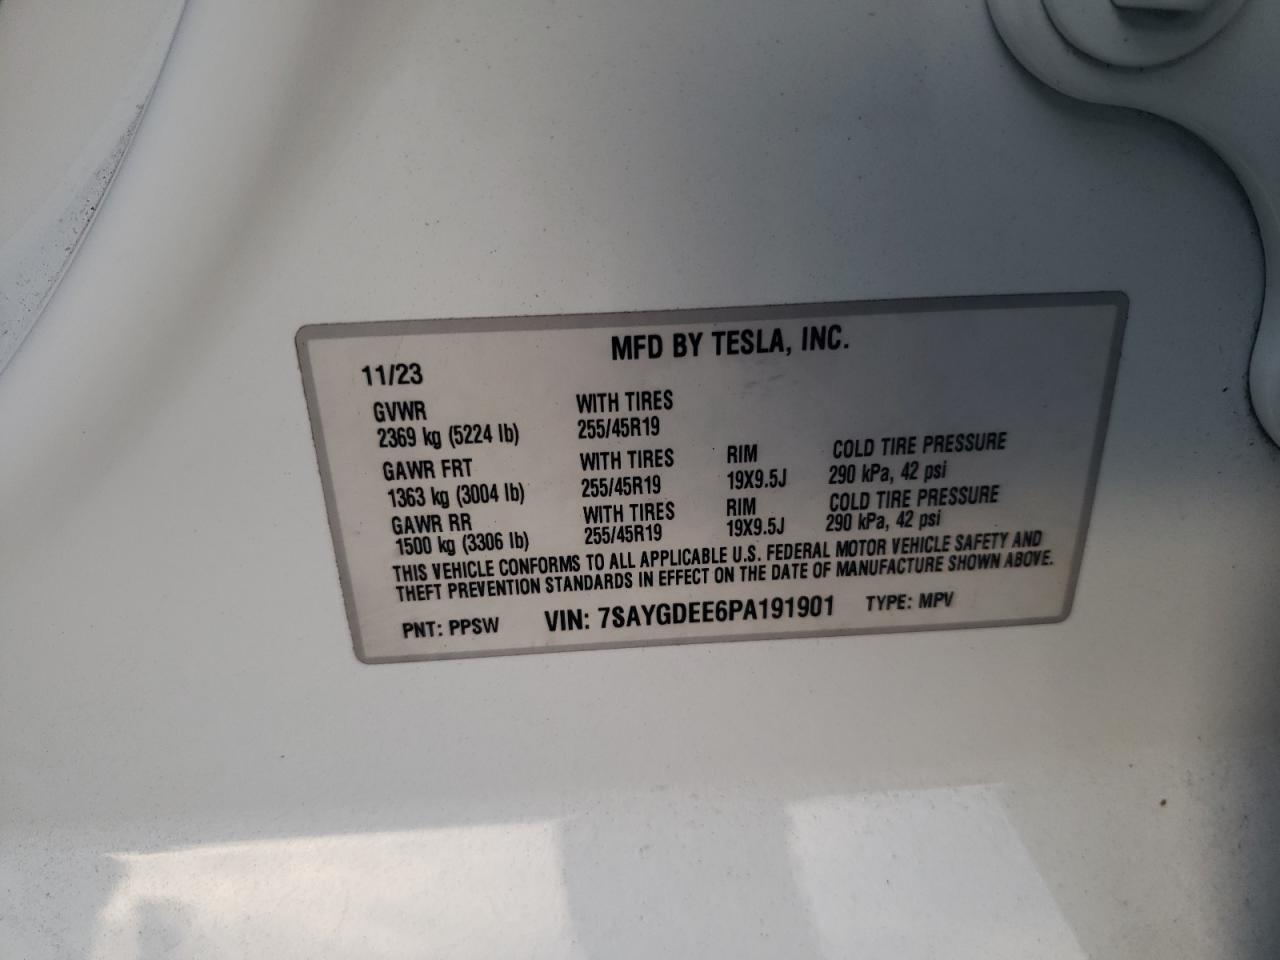 MFD BY TESLA, INC.
11/23
GVWR WITH TIRES
2369 kg (5224 lb) 255/45R19
GAWR FRT WITH TIRES RIM COLD TIRE PRESSURE
1363 kg (3004 lb) 255/45R19 19X9.5J 290 kPa, 42 psi
GAWR RR WITH TIRES RIM COLD TIRE PRESSURE
1500 kg (3306 lb) 255/45R19 19X9.5J 290 kPa, 42 psi
THIS VEHICLE CONFORMS TO ALL APPLICABLE U.S. FEDERAL MOTOR VEHICLE SAFETY AND
THEFT PREVENTION STANDARDS IN EFFECT ON THE DATE OF MANUFACTURE SHOWN ABOVE.
PNT: PPSW VIN: 7SAYGDEE6PA191901 TYPE: MPV